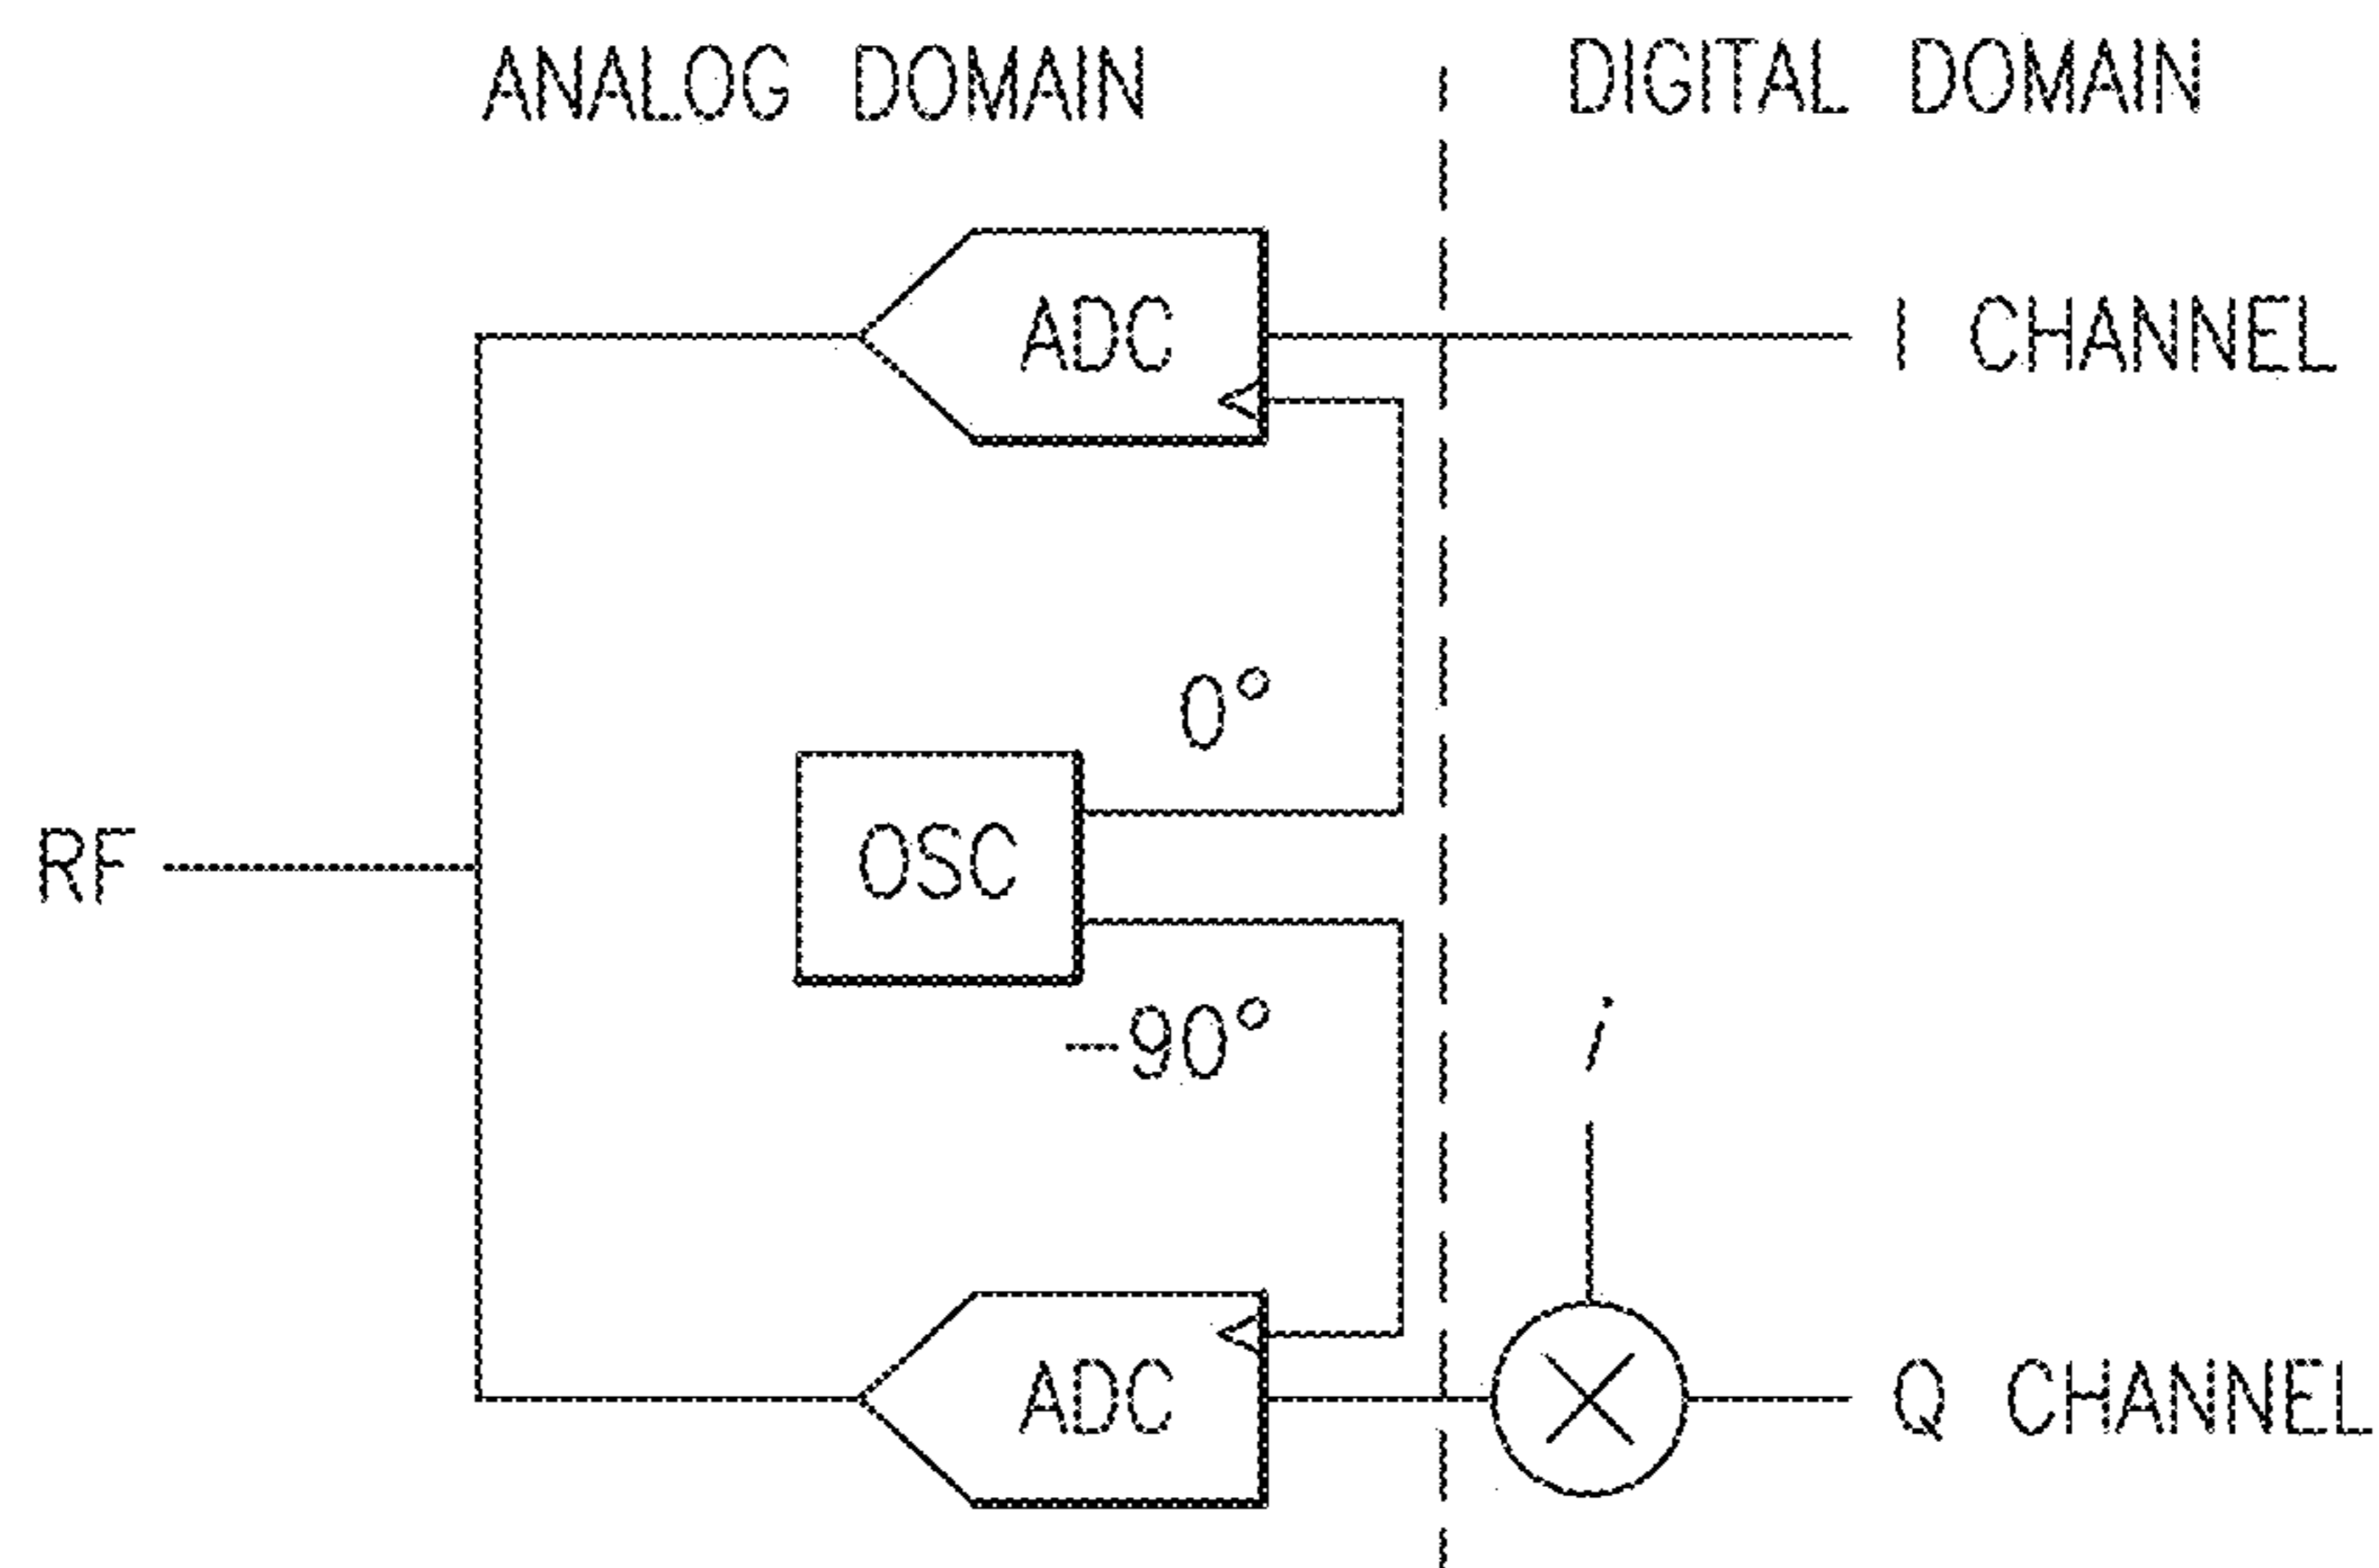 ANALOG DOMAIN
DIGITAL DOMAIN
ADC
I CHANNEL
0°
RF
OSC
-90°
i
ADC
Q CHANNEL